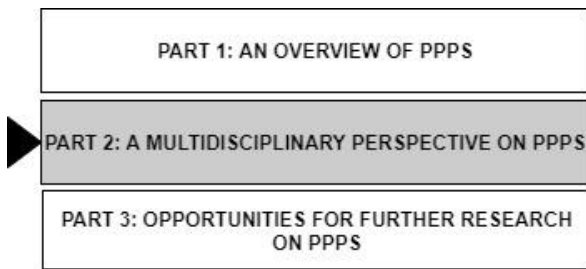 PART 1: AN OVERVIEW OF PPPS
PART 2: A MULTIDISCIPLINARY PERSPECTIVE ON PPPS
PART 3: OPPORTUNITIES FOR FURTHER RESEARCH
ON PPPS